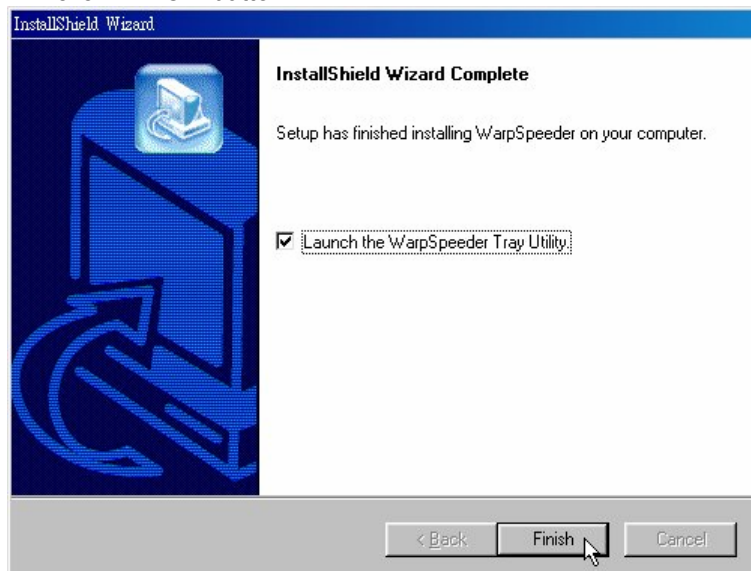 InstallShield Wizard
InstallShield Wizard Complete
Setup has finished installing WarpSpeeder on your computer.
Launch the WarpSpeeder Tray Utility.
< Back Finish Cancel